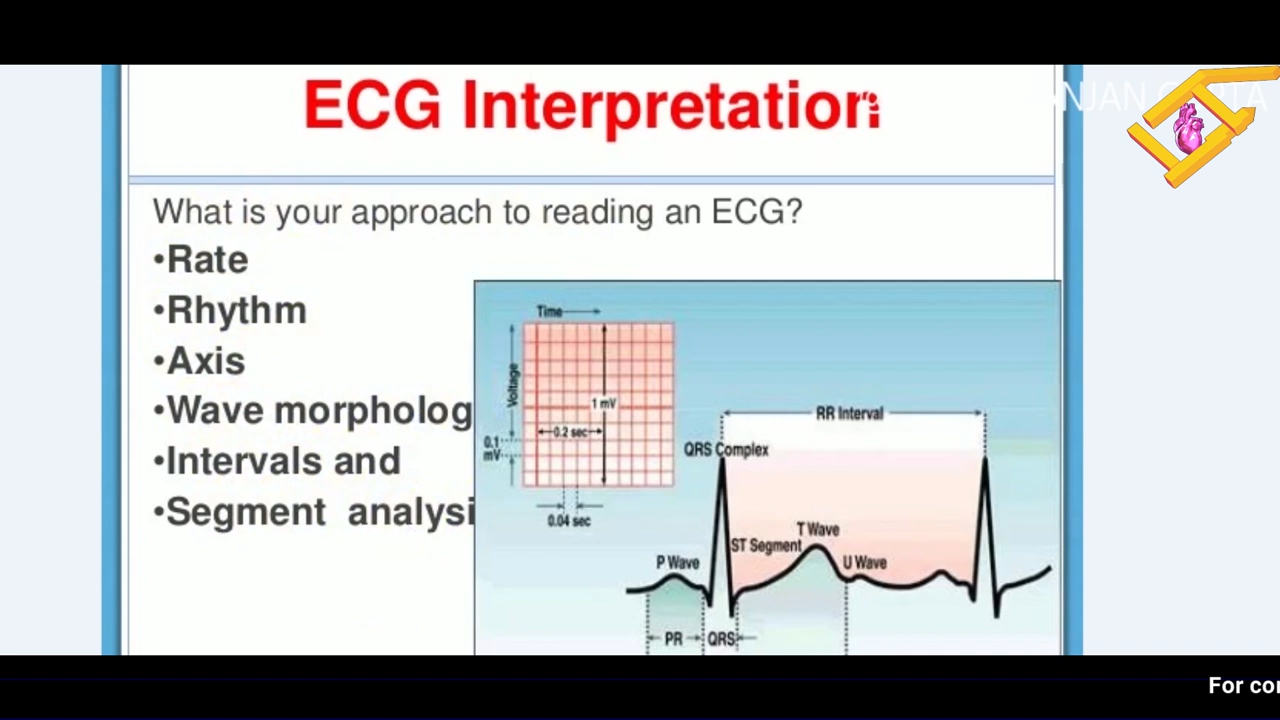 ECG Interpretation
What is your approach to reading an ECG?
•Rate
•Rhythm
•Axis
•Wave morpholog
•Intervals and
•Segment analysi
Time
Voltage
1 mV
0.2 sec
0.1
mV
0.04 sec
RR Interval
QRS Complex
T Wave
ST Segment
P Wave
U Wave
PR
QRS
For con